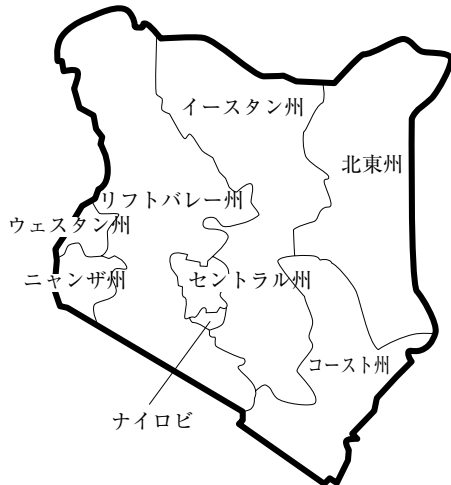 イースタン州
北東州
リフトバレー州
ウェスタン州
ニャンザ州
セントラル州
コースト州
ナイロビ